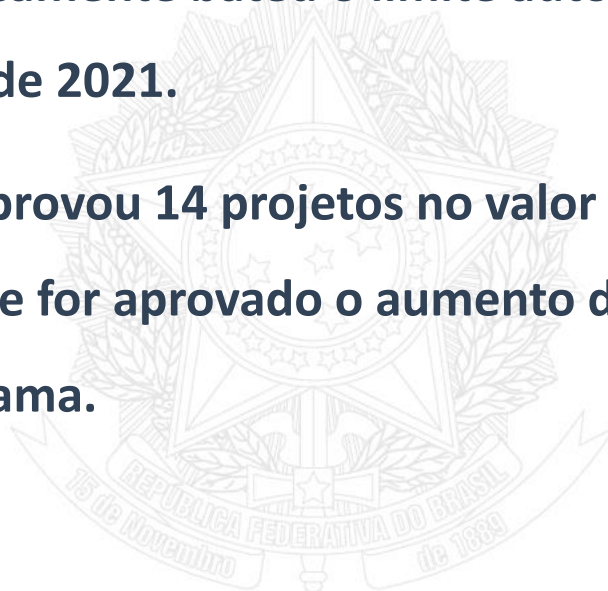 de 2021.
provou 14 projetos no valor
e for aprovado o aumento d
ama.
REPÚBLICA FEDERATIVA DO BRASIL
15 de Novembro
de 1889